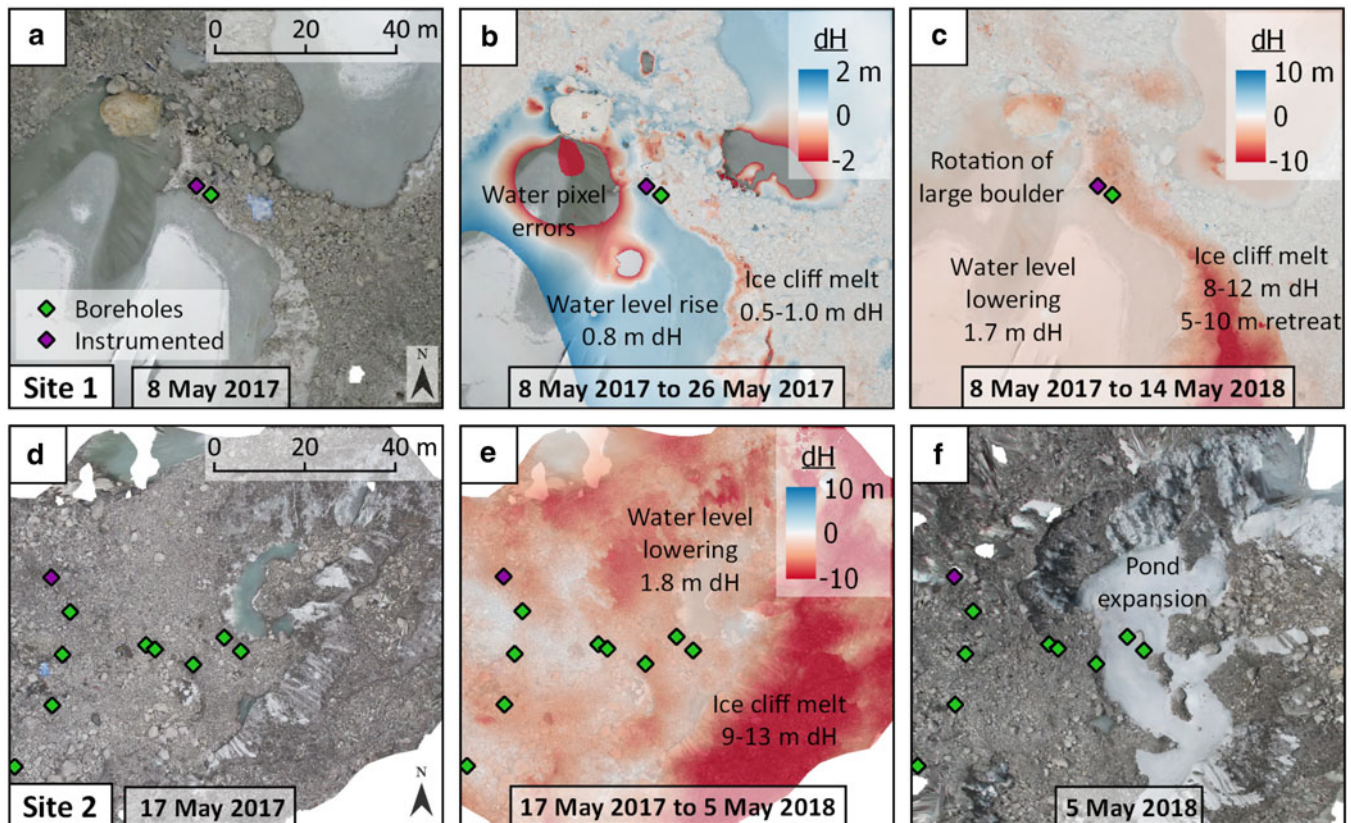 a
0 20 40 m
Boreholes
Instrumented
N
Site 1
8 May 2017
b
dH
2 m
0
-2
Water pixel
errors
Water level rise
0.8 m dH
Ice cliff melt
0.5-1.0 m dH
8 May 2017 to 26 May 2017
c
dH
10 m
0
-10
Rotation of
large boulder
Water level
lowering
1.7 m dH
Ice cliff melt
8-12 m dH
5-10 m retreat
8 May 2017 to 14 May 2018
d
0 20 40 m
N
Site 2
17 May 2017
e
dH
10 m
0
-10
Water level
lowering
1.8 m dH
Ice cliff melt
9-13 m dH
17 May 2017 to 5 May 2018
f
Pond
expansion
5 May 2018